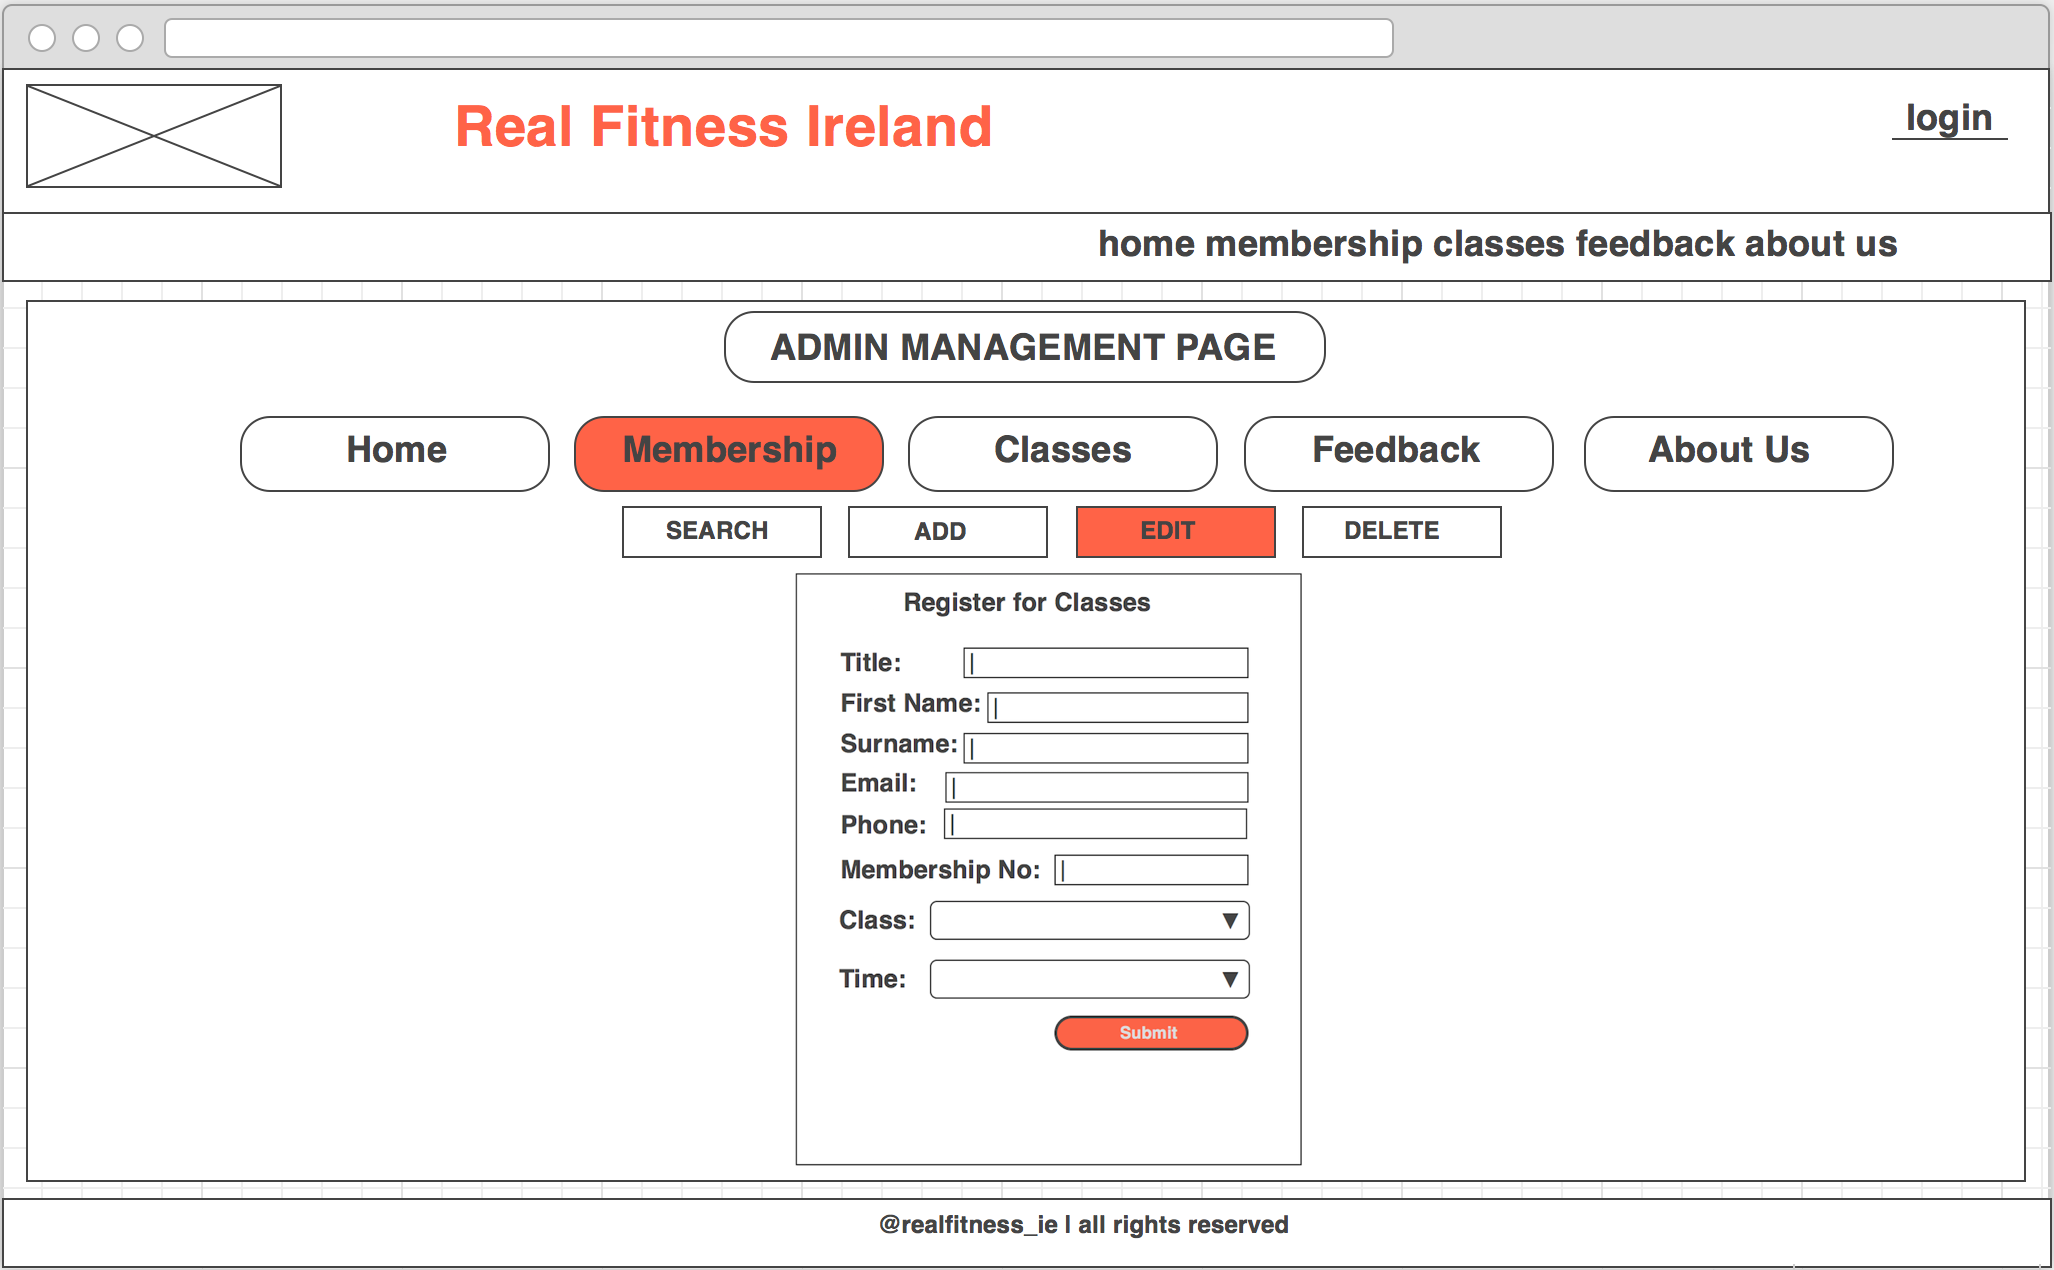 Real Fitness Ireland
login
home membership classes feedback about us
ADMIN MANAGEMENT PAGE
Home Membership Classes Feedback About Us
SEARCH ADD EDIT DELETE
Register for Classes
Title:
First Name:
Surname:
Email:
Phone:
Membership No:
Class:
Time:
Submit
@realfitness_ie I all rights reserved